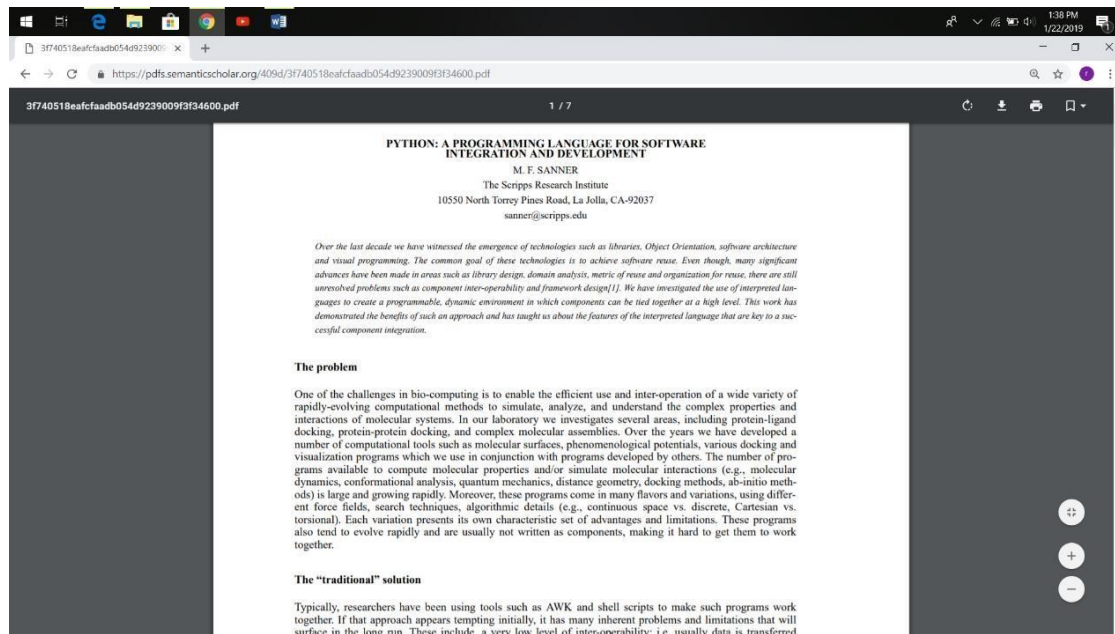 1:38 PM
1/22/2019
3f740518eafcfaadb054d9239009
https://pdfs.semanticscholar.org/409d/3f740518eafcfaadb054d9239009f3f34600.pdf
3f740518eafcfaadb054d9239009f3f34600.pdf
1 / 7
PYTHON: A PROGRAMMING LANGUAGE FOR SOFTWARE
INTEGRATION AND DEVELOPMENT
M. F. SANNER
The Scripps Research Institute
10550 North Torrey Pines Road, La Jolla, CA-92037
sanner@scripps.edu
Over the last decade we have witnessed the emergence of technologies such as libraries, Object Orientation, software architecture
and visual programming. The common goal of these technologies is to achieve software reuse. Even though, many significant
advances have been made in areas such as library design, domain analysis, metric of reuse and organization for reuse, there are still
unresolved problems such as component inter-operability and framework design[1]. We have investigated the use of interpreted lan-
guages to create a programmable, dynamic environment in which components can be tied together at a high level. This work has
demonstrated the benefits of such an approach and has taught us about the features of the interpreted language that are key to a suc-
cessful component integration.
The problem
One of the challenges in bio-computing is to enable the efficient use and inter-operation of a wide variety of
rapidly-evolving computational methods to simulate, analyze, and understand the complex properties and
interactions of molecular systems. In our laboratory we investigates several areas, including protein-ligand
docking, protein-protein docking, and complex molecular assemblies. Over the years we have developed a
number of computational tools such as molecular surfaces, phenomenological potentials, various docking and
visualization programs which we use in conjunction with programs developed by others. The number of pro-
grams available to compute molecular properties and/or simulate molecular interactions (e.g., molecular
dynamics, conformational analysis, quantum mechanics, distance geometry, docking methods, ab-initio meth-
ods) is large and growing rapidly. Moreover, these programs come in many flavors and variations, using differ-
ent force fields, search techniques, algorithmic details (e.g., continuous space vs. discrete, Cartesian vs.
torsional). Each variation presents its own characteristic set of advantages and limitations. These programs
also tend to evolve rapidly and are usually not written as components, making it hard to get them to work
together.
The “traditional” solution
Typically, researchers have been using tools such as AWK and shell scripts to make such programs work
together. If that approach appears tempting initially, it has many inherent problems and limitations that will
surface in the long run. These include, a very low level of inter-operability; i.e. usually data is transferred